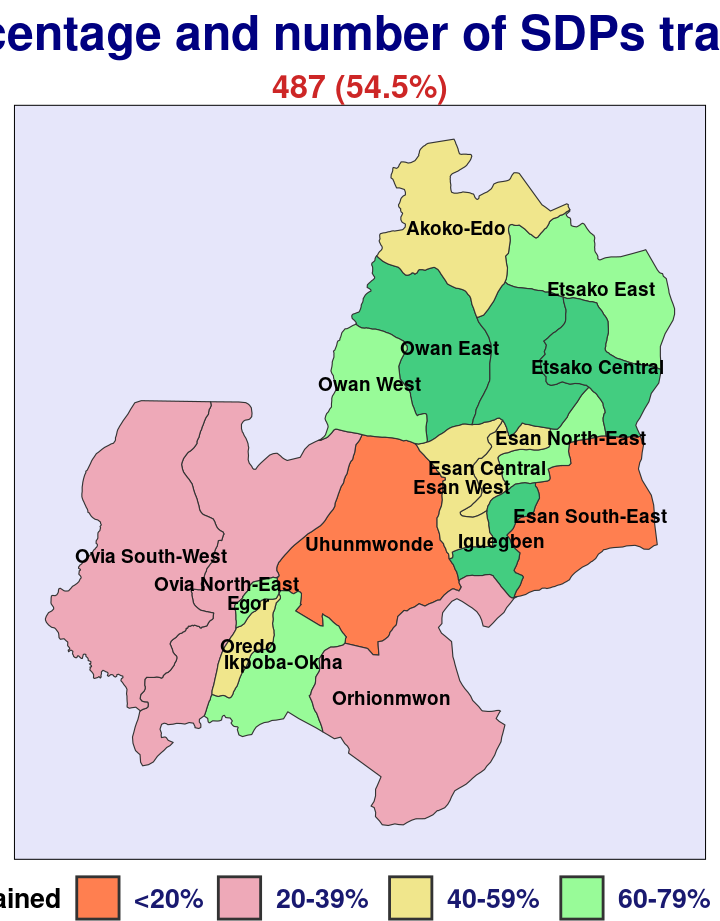 centage and number of SDPs tra
487 (54.5%)
Akoko-Edo
Etsako East
Owan East
Etsako Central
Owan West
Esan North-East
Esan Central
Esan West
Esan South-East
Iguegben
Uhunmwonde
Ovia South-West
Ovia North-East
Egor
Oredo
Ikpoba-Okha
Orhionmwon
ained <20% 20-39% 40-59% 60-79%